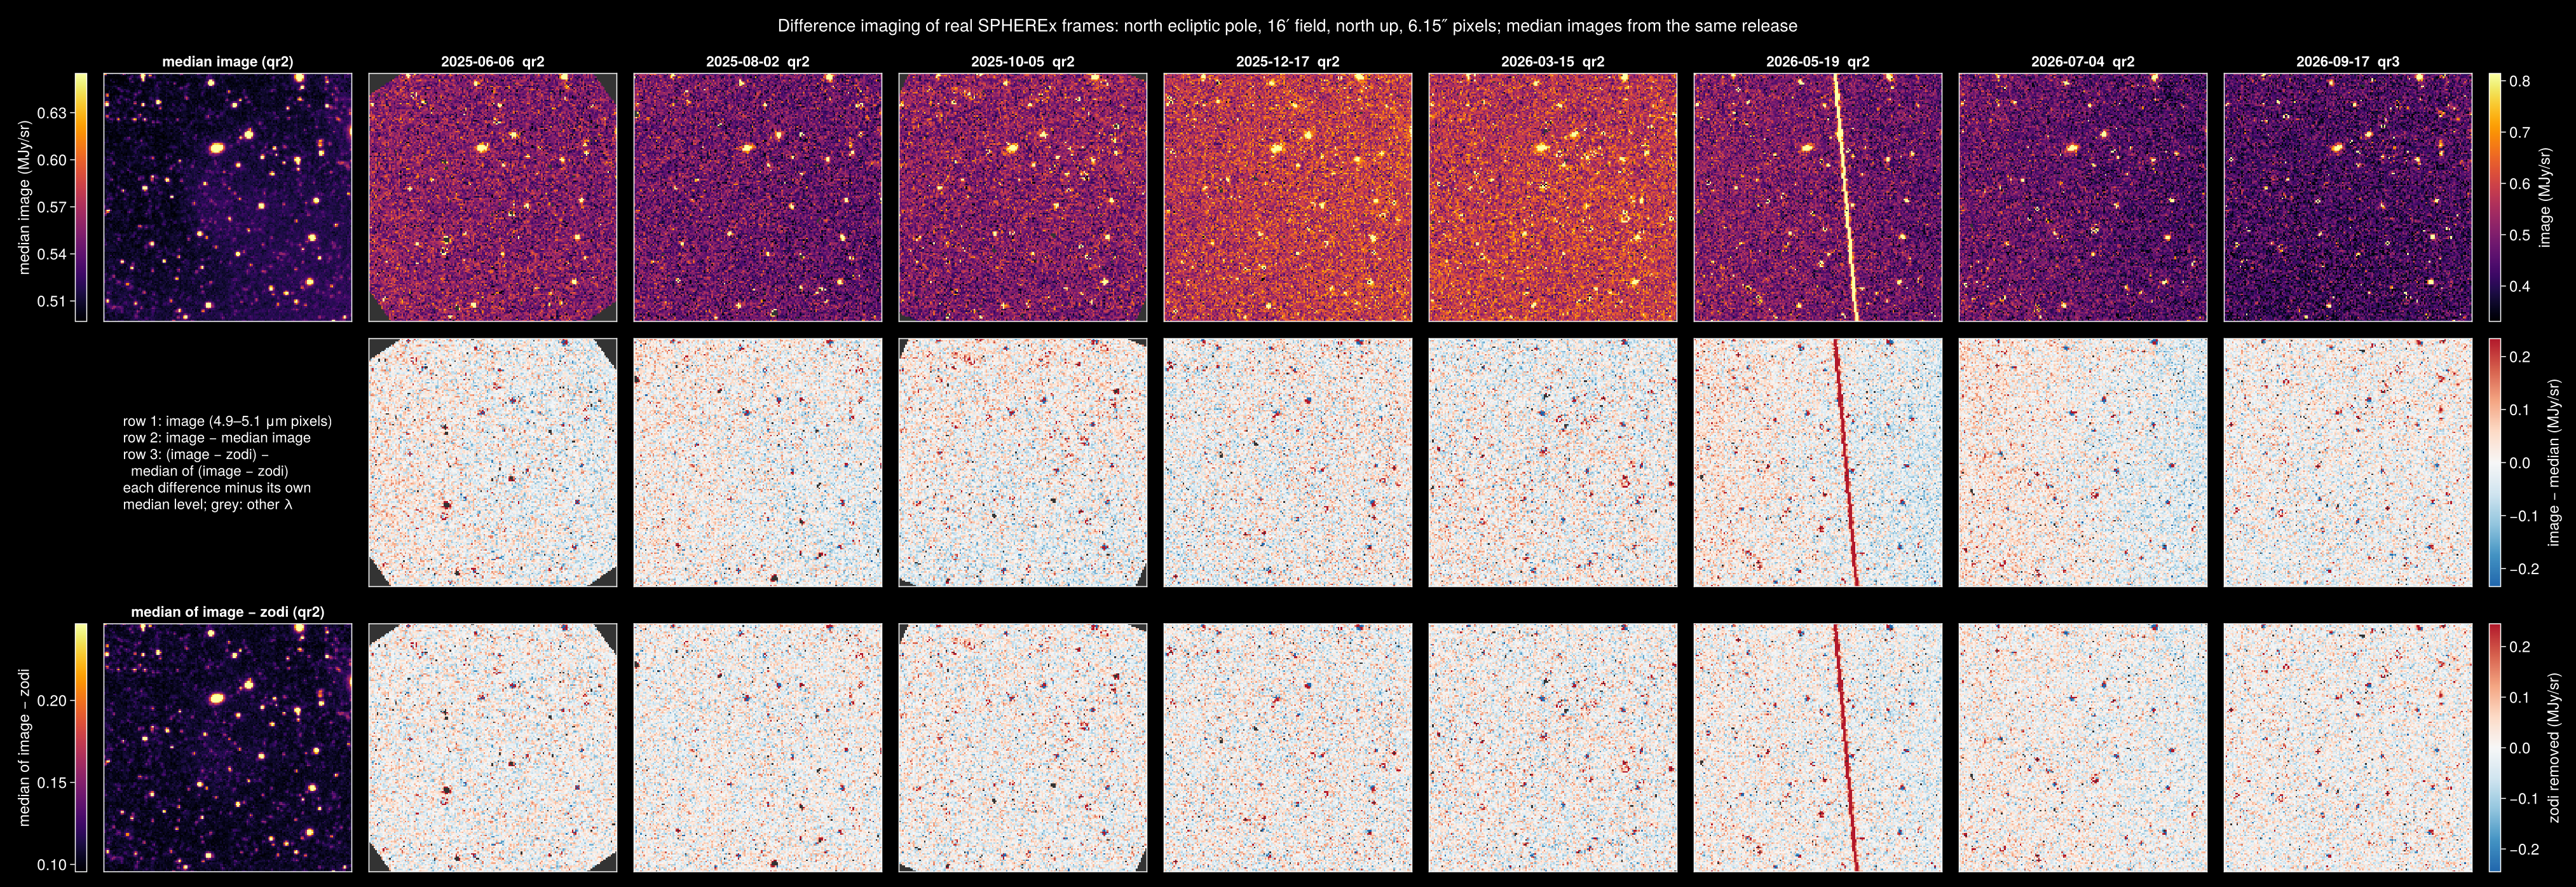 Difference imaging of real SPHEREx frames: north ecliptic pole, 16′ field, north up, 6.15″ pixels; median images from the same release
median image (qr2)
2025-06-06 qr2
2025-08-02 qr2
2025-10-05 qr2
2025-12-17 qr2
2026-03-15 qr2
2026-05-19 qr2
2026-07-04 qr2
2026-09-17 qr3
median image (MJy/sr)
0.63
0.60
0.57
0.54
0.51
0.8
0.7
0.6
0.5
0.4
image (MJy/sr)
row 1: image (4.9–5.1 μm pixels)
row 2: image − median image
row 3: (image − zodi) −
median of (image − zodi)
each difference minus its own
median level; grey: other λ
0.2
0.1
0.0
−0.1
−0.2
image − median (MJy/sr)
median of image − zodi (qr2)
median of image − zodi
0.20
0.15
0.10
0.2
0.1
0.0
−0.1
−0.2
zodi removed (MJy/sr)